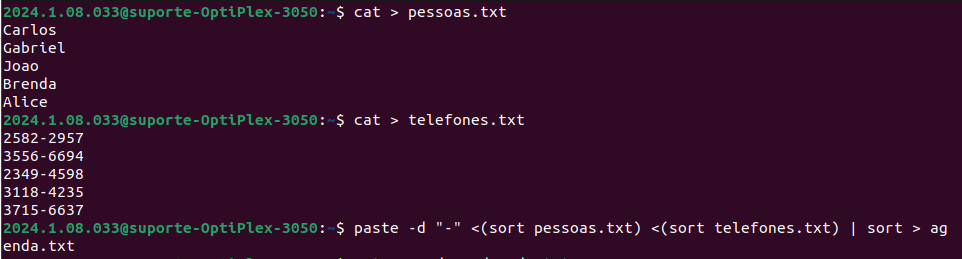 2024.1.08.033@suporte-OptiPlex-3050:~$ cat > pessoas.txt
Carlos
Gabriel
Joao
Brenda
Alice
2024.1.08.033@suporte-OptiPlex-3050:~$ cat > telefones.txt
2582-2957
3556-6694
2349-4598
3118-4235
3715-6637
2024.1.08.033@suporte-OptiPlex-3050:~$ paste -d "-" <(sort pessoas.txt) <(sort telefones.txt) | sort > ag
enda.txt